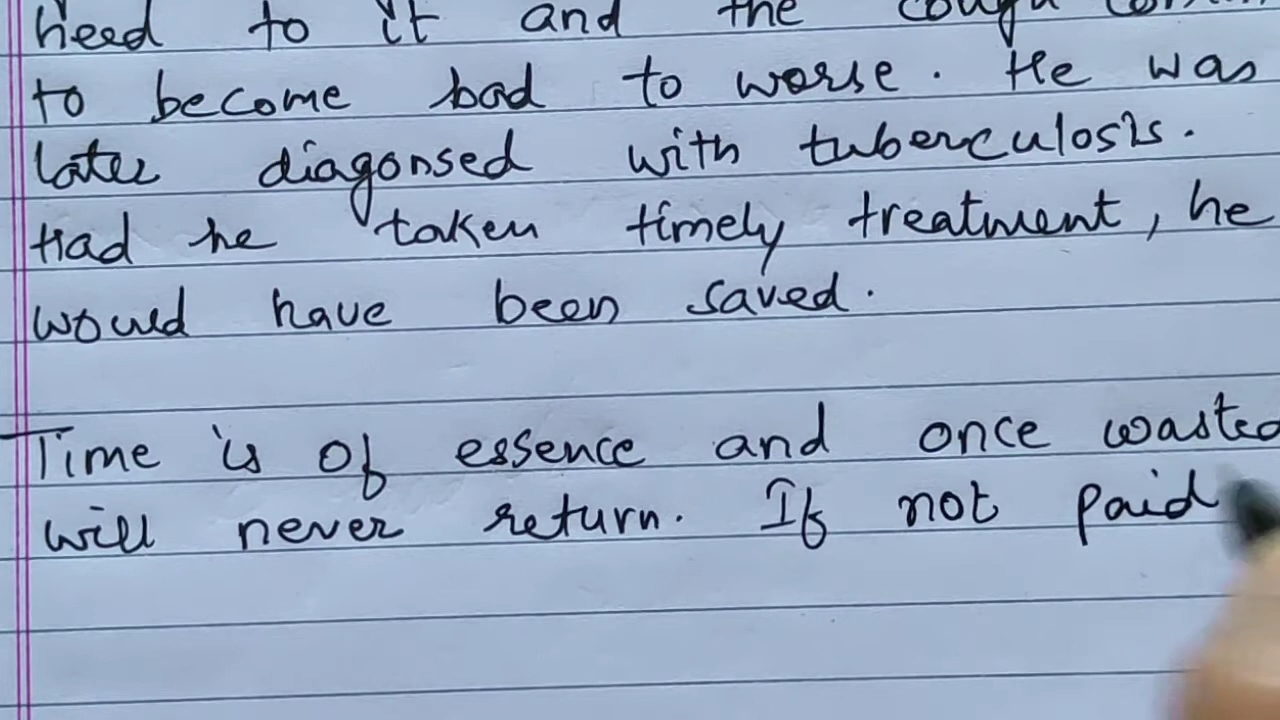 heed to it and the cough
to become bad to worse. He was
later diagonsed with tuberculosis.
Had he taken timely treatment, he
would have been saved.
Time is of essence and once wasted
will never return. If not paid